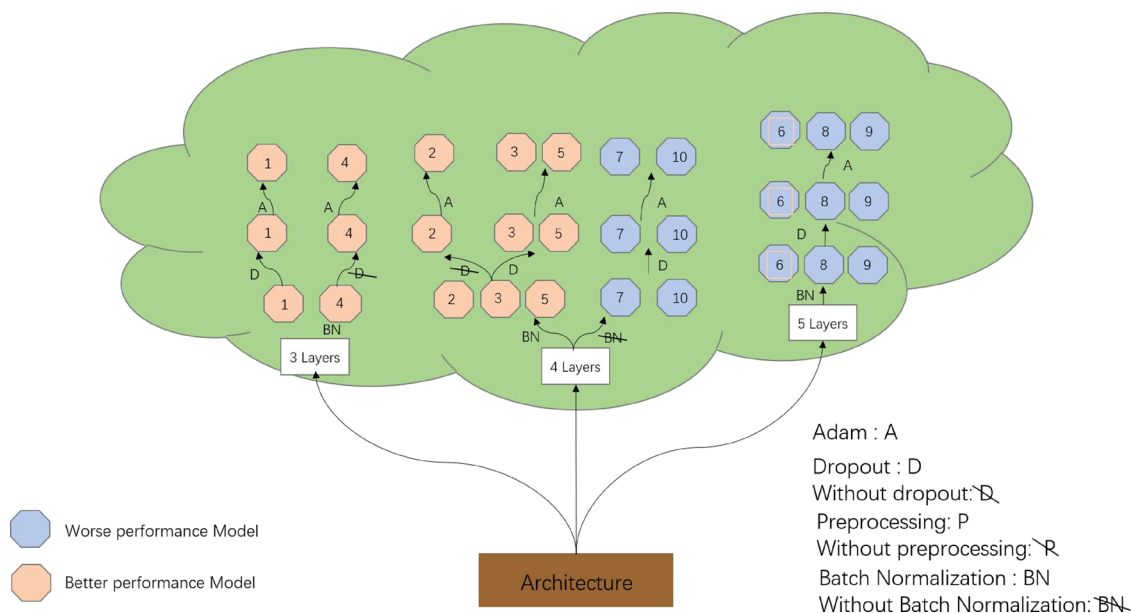 6 8 9
1 4 2 3 5 7 10
A
A A A A A
6 8 9
1 4 2 3 5 7 10
D
D D D D D
6 8 9
1 4 2 3 5 7 10
BN
BN BN BN
5 Layers
3 Layers
4 Layers
Adam : A
Dropout : D
Without dropout: D
Preprocessing: P
Without preprocessing: P
Batch Normalization : BN
Without Batch Normalization: BN
Worse performance Model
Better performance Model
Architecture